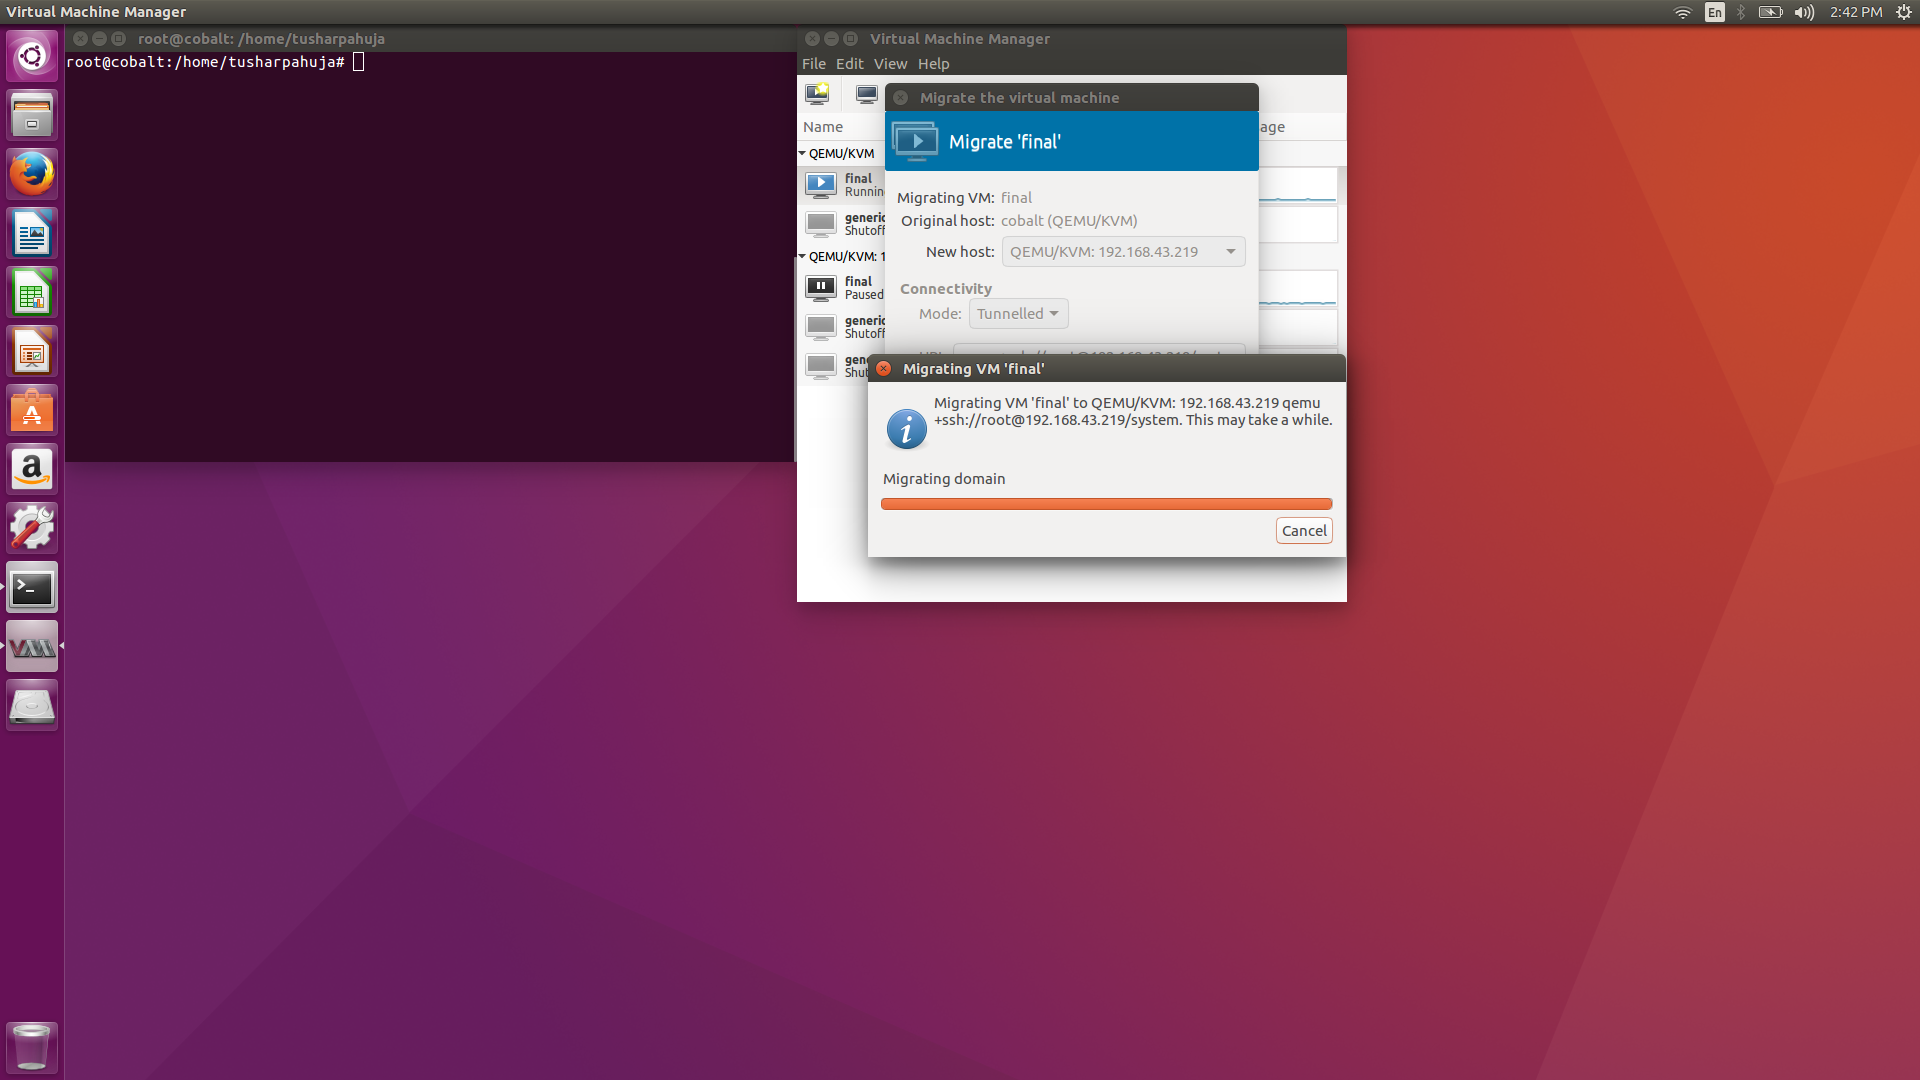 Virtual Machine Manager
En
2:42 PM
root@cobalt: /home/tusharpahuja
root@cobalt:/home/tusharpahuja#
Virtual Machine Manager
File Edit View Help
Name
age
QEMU/KVM
final
Runnin
generic
Shutoff
QEMU/KVM: 1
final
Paused
generic
Shutoff
gen
Shut
Migrate the virtual machine
Migrate 'final'
Migrating VM: final
Original host: cobalt (QEMU/KVM)
New host: QEMU/KVM: 192.168.43.219
Connectivity
Mode: Tunnelled
Migrating VM 'final'
Migrating VM 'final' to QEMU/KVM: 192.168.43.219 qemu
+ssh://root@192.168.43.219/system. This may take a while.
Migrating domain
Cancel